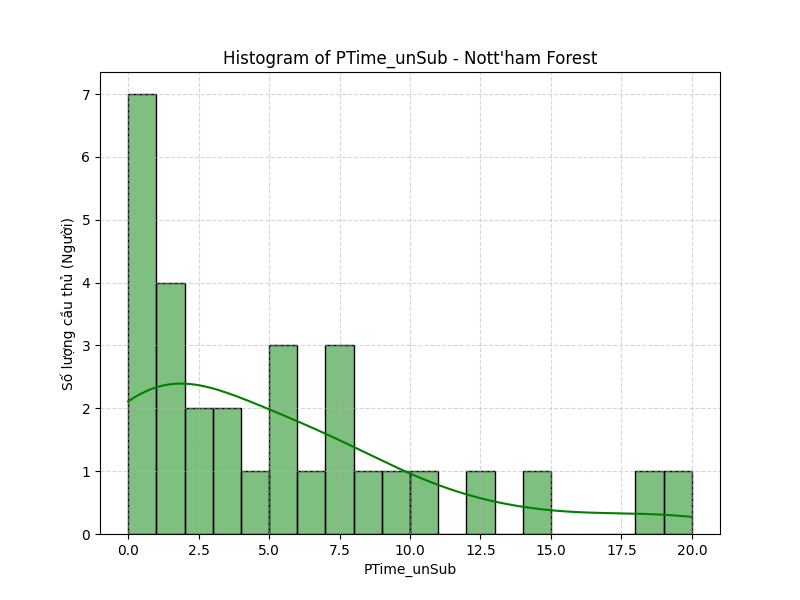 Histogram of PTime_unSub - Nott'ham Forest
Số lượng cầu thủ (Người)
7
6
5
4
3
2
1
0
0.0 2.5 5.0 7.5 10.0 12.5 15.0 17.5 20.0
PTime_unSub